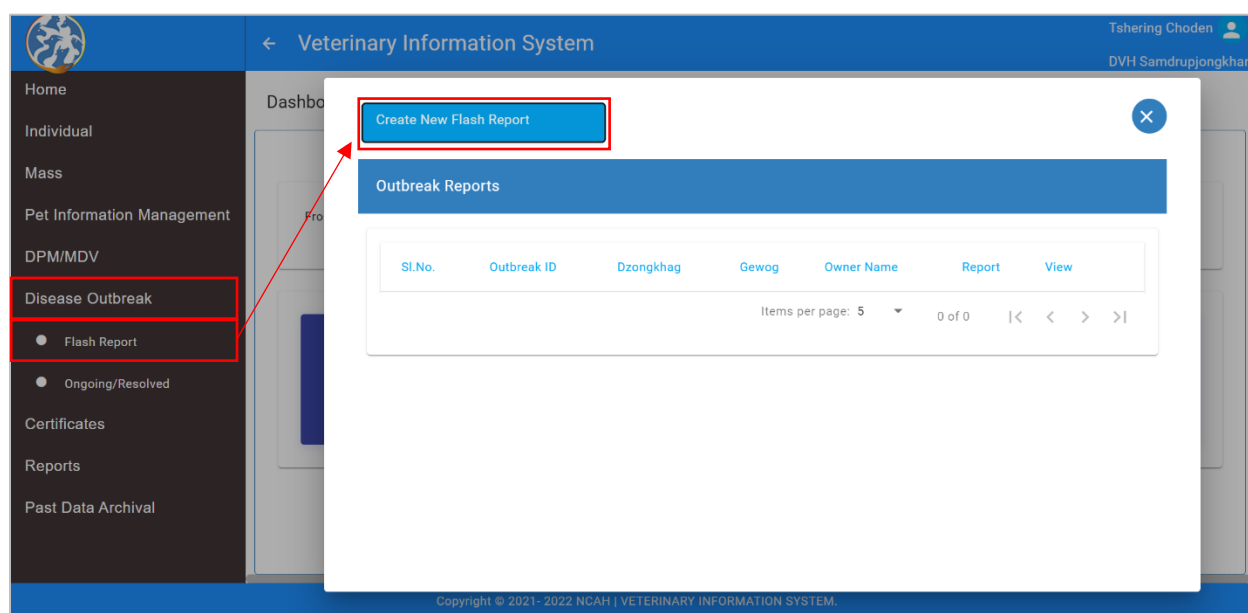 Veterinary Information System
Tshering Choden
DVH Samdrupjongkhar
Home
Individual
Mass
Pet Information Management
DPM/MDV
Disease Outbreak
Flash Report
Ongoing/Resolved
Certificates
Reports
Past Data Archival
Dashbo
Fro
Create New Flash Report
Outbreak Reports
Sl.No. Outbreak ID Dzongkhag Gewog Owner Name Report View
Items per page: 5 0 of 0
Copyright © 2021- 2022 NCAH | VETERINARY INFORMATION SYSTEM.